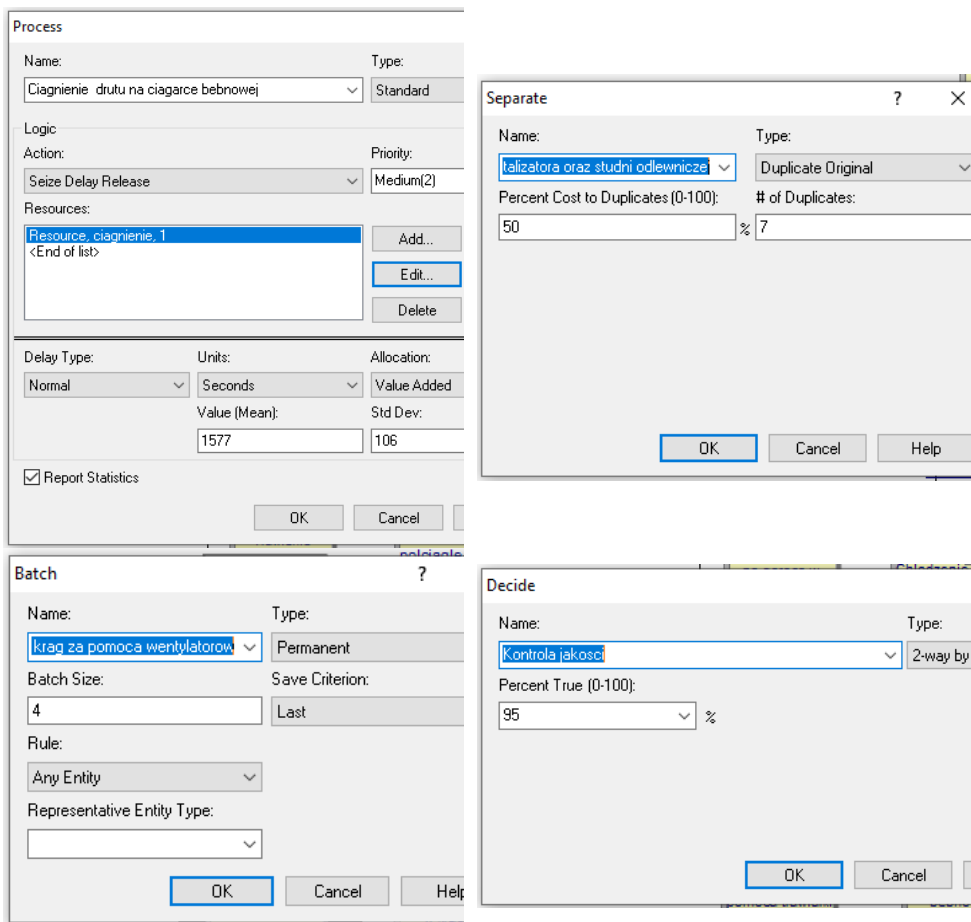 Process
Name:
Type:
Ciagnienie drutu na ciagarce bebnowej
Standard
Logic
Action:
Priority:
Seize Delay Release
Medium(2)
Resources:
Resource, ciagnienie, 1
<End of list>
Add...
Edit...
Delete
Delay Type:
Units:
Allocation:
Normal
Seconds
Value Added
Value (Mean):
Std Dev:
1577
106
Report Statistics
OK
Cancel
Separate
?
Name:
Type:
talizatora oraz studni odlewniczej
Duplicate Original
Percent Cost to Duplicates (0-100):
# of Duplicates:
50
%
7
OK
Cancel
Help
Batch
?
Name:
Type:
krag za pomoca wentylatorow
Permanent
Batch Size:
Save Criterion:
4
Last
Rule:
Any Entity
Representative Entity Type:
OK
Cancel
Help
Decide
Name:
Type:
Kontrola jakosci
2-way by
Percent True (0-100):
95
%
OK
Cancel